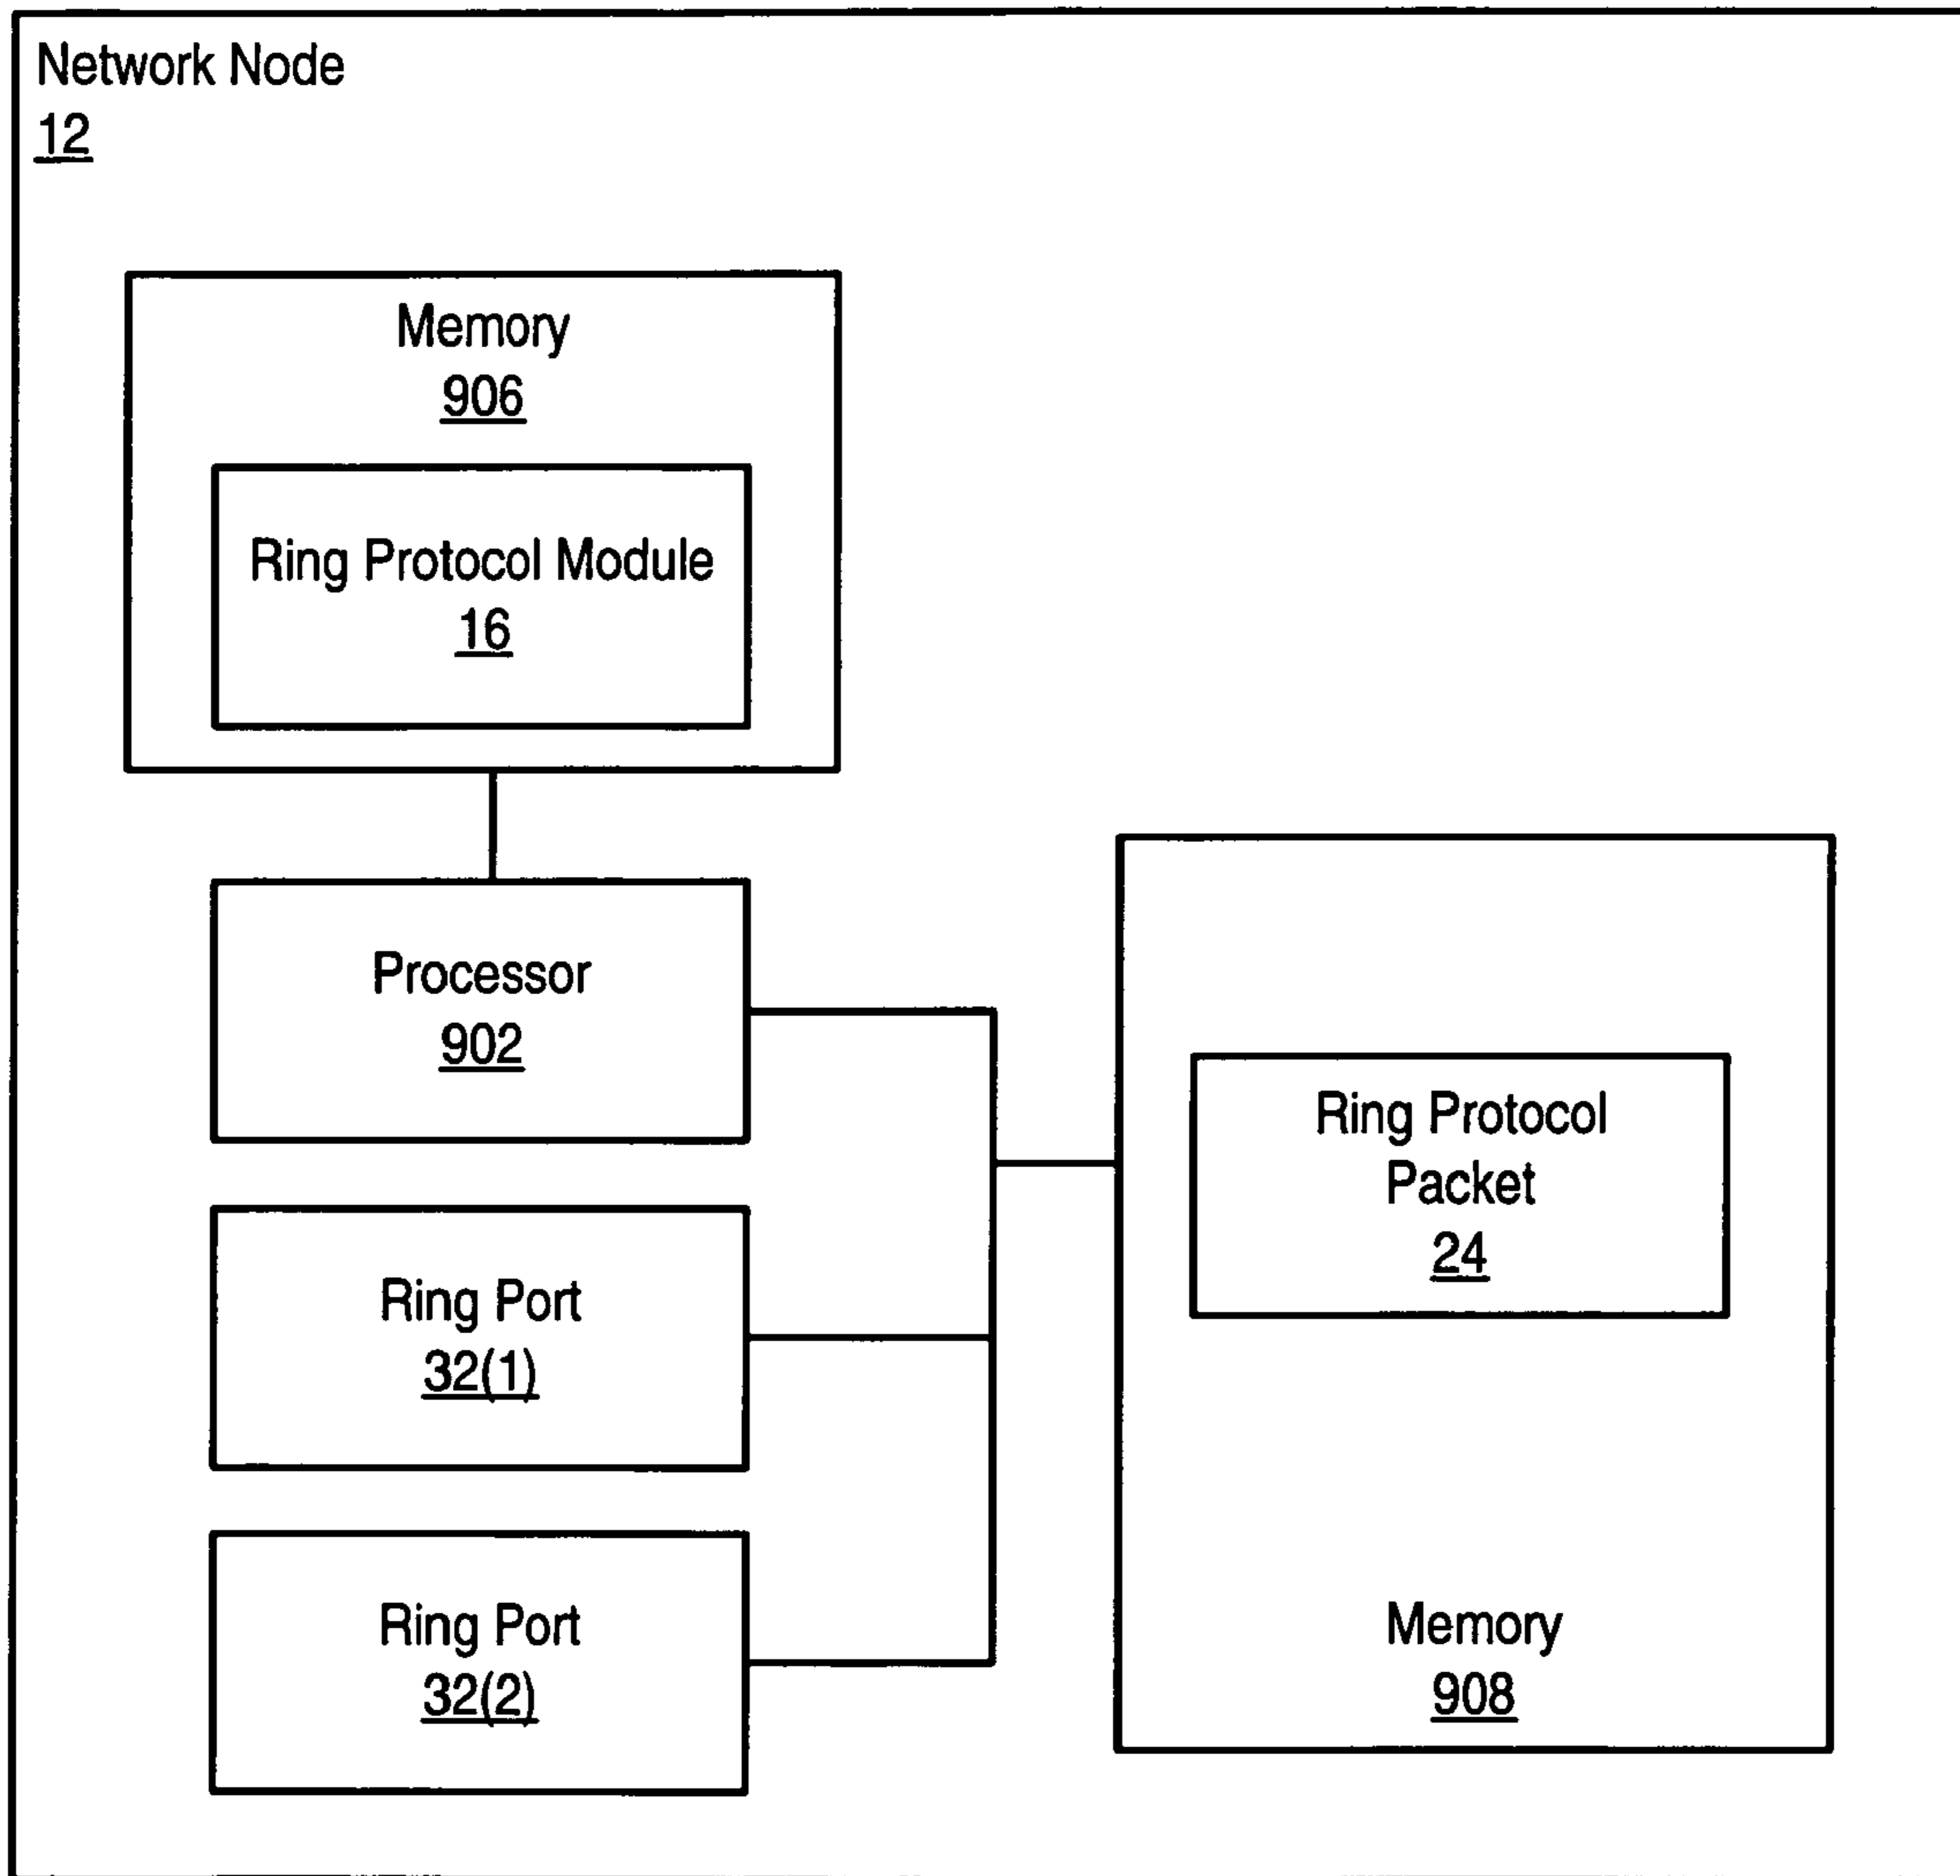 Network Node
12
Memory
906
Ring Protocol Module
16
Processor
902
Ring Port
32(1)
Ring Port
32(2)
Ring Protocol
Packet
24
Memory
908